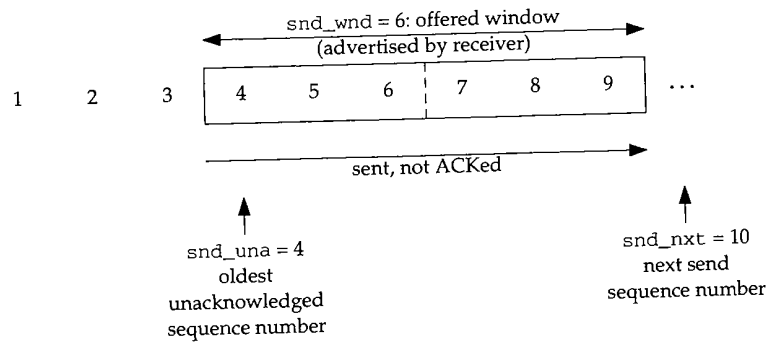 snd_wnd = 6: offered window
(advertised by receiver)
1 2 3 4 5 6 7 8 9 ...
sent, not ACKed
snd_una = 4
oldest
unacknowledged
sequence number
snd_nxt = 10
next send
sequence number